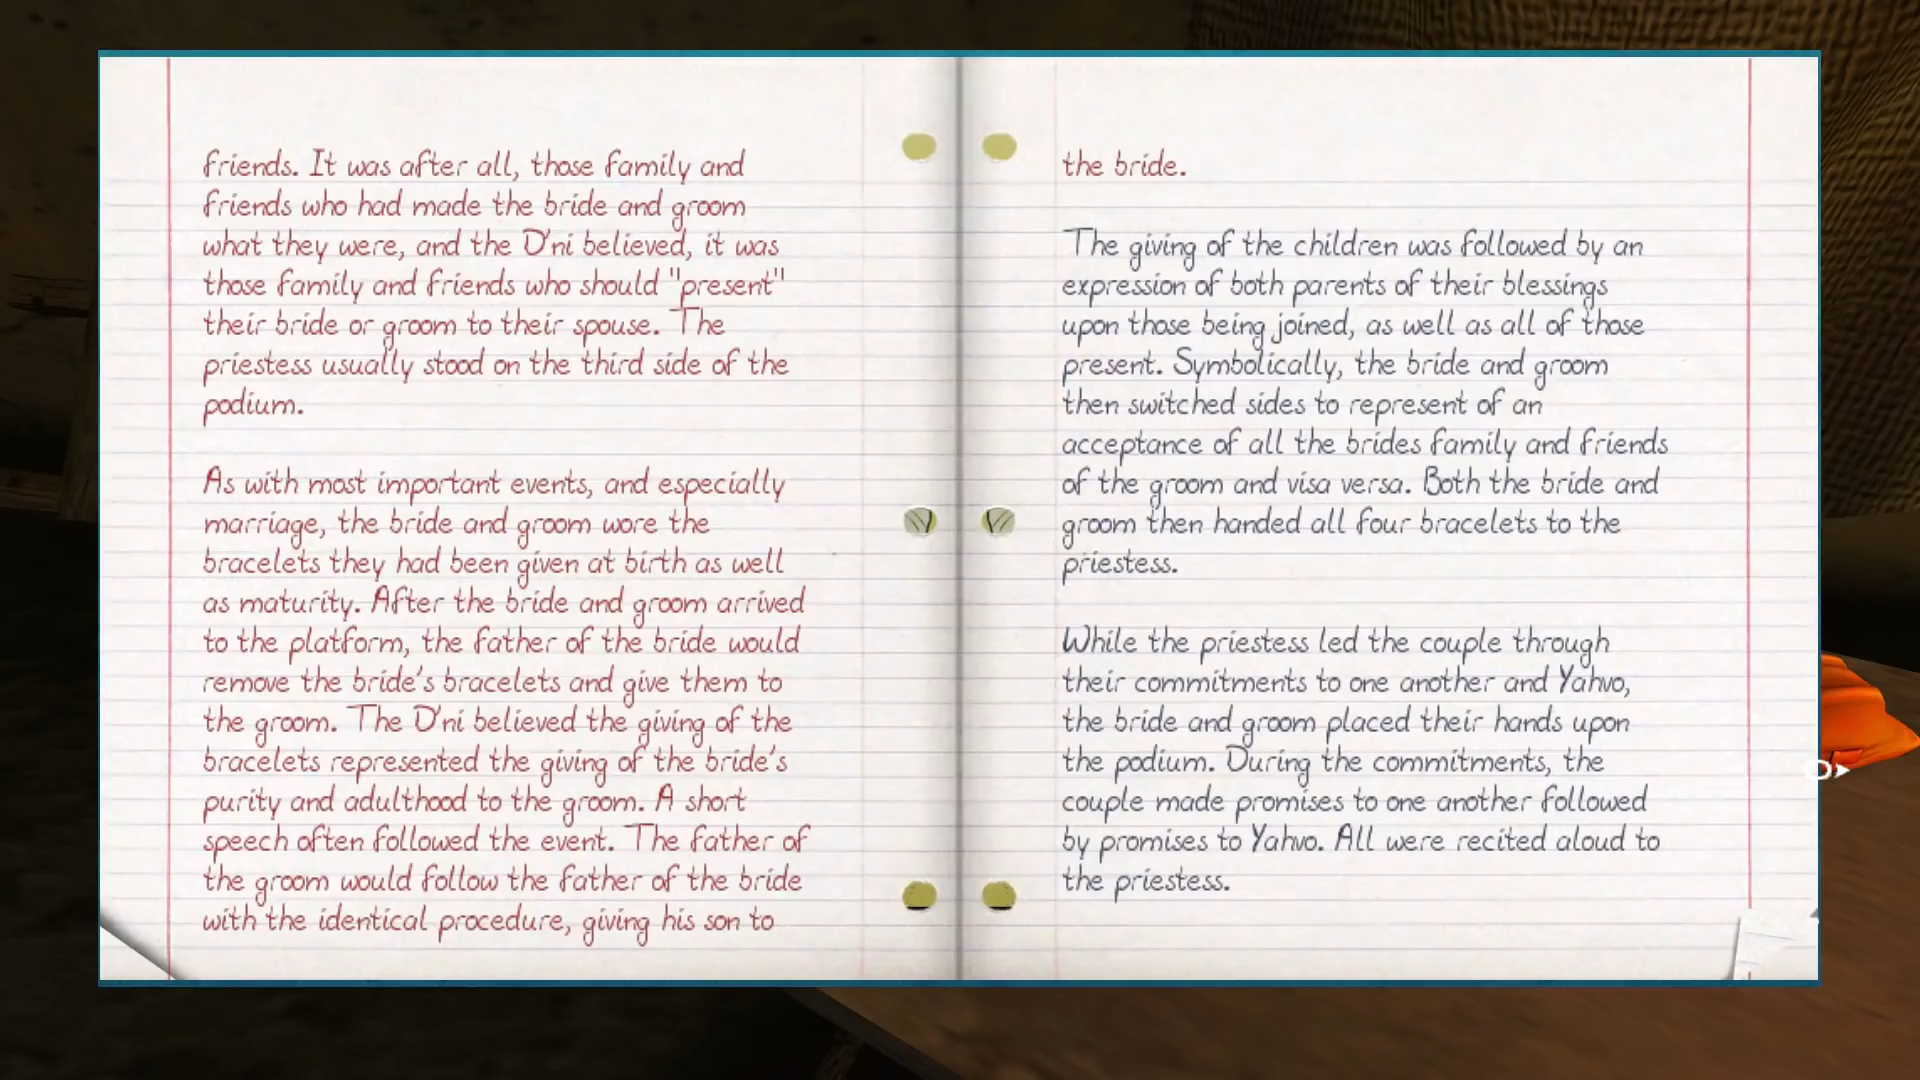 friends. It was after all, those family and
friends who had made the bride and groom
what they were, and the D'ni believed, it was
those family and friends who should "present"
their bride or groom to their spouse. The
priestess usually stood on the third side of the
podium.
As with most important events, and especially
marriage, the bride and groom wore the
bracelets they had been given at birth as well
as maturity. After the bride and groom arrived
to the platform, the father of the bride would
remove the bride's bracelets and give them to
the groom. The D'ni believed the giving of the
bracelets represented the giving of the bride's
purity and adulthood to the groom. A short
speech often followed the event. The father of
the groom would follow the father of the bride
with the identical procedure, giving his son to
the bride.
The giving of the children was followed by an
expression of both parents of their blessings
upon those being joined, as well as all of those
present. Symbolically, the bride and groom
then switched sides to represent of an
acceptance of all the brides family and friends
of the groom and visa versa. Both the bride and
groom then handed all four bracelets to the
priestess.
While the priestess led the couple through
their commitments to one another and Yahvo,
the bride and groom placed their hands upon
the podium. During the commitments, the
couple made promises to one another followed
by promises to Yahvo. All were recited aloud to
the priestess.